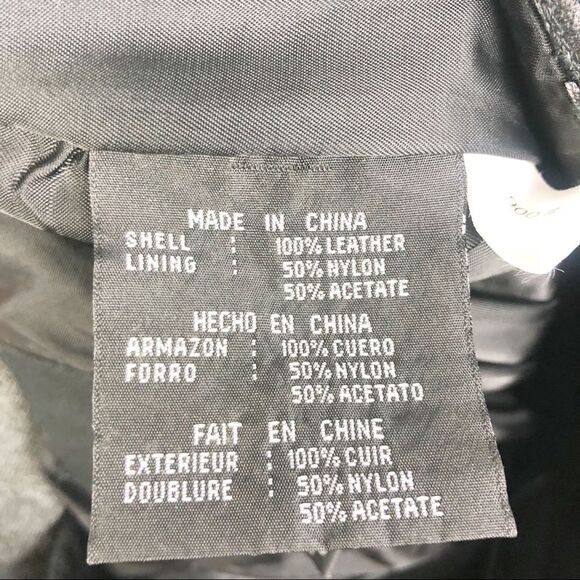 MADE IN CHINA
SHELL : 100% LEATHER
LINING : 50% NYLON
50% ACETATE
HECHO EN CHINA
ARMAZON : 100% CUERO
FORRO : 50% NYLON
50% ACETATO
FAIT EN CHINE
EXTERIEUR : 100% CUIR
DOUBLURE : 50% NYLON
50% ACETATE